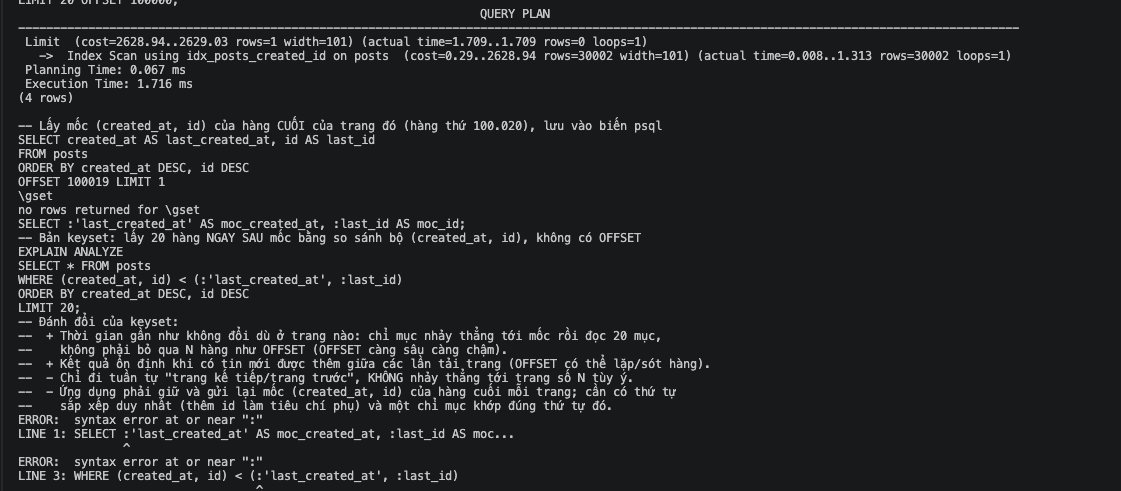 LIMIT 20 OFFSET 100000;
QUERY PLAN
Limit  (cost=2628.94..2629.03 rows=1 width=101) (actual time=1.709..1.709 rows=0 loops=1)
  ->  Index Scan using idx_posts_created_id on posts  (cost=0.29..2628.94 rows=30002 width=101) (actual time=0.008..1.313 rows=30002 loops=1)
Planning Time: 0.067 ms
Execution Time: 1.716 ms
(4 rows)
-- Lấy mốc (created_at, id) của hàng CUỐI của trang đó (hàng thứ 100.020), lưu vào biến psql
SELECT created_at AS last_created_at, id AS last_id
FROM posts
ORDER BY created_at DESC, id DESC
OFFSET 100019 LIMIT 1
\gset
no rows returned for \gset
SELECT :'last_created_at' AS moc_created_at, :last_id AS moc_id;
-- Bản keyset: lấy 20 hàng NGAY SAU mốc bằng so sánh bộ (created_at, id), không có OFFSET
EXPLAIN ANALYZE
SELECT * FROM posts
WHERE (created_at, id) < (:'last_created_at', :last_id)
ORDER BY created_at DESC, id DESC
LIMIT 20;
-- Đánh đổi của keyset:
--  + Thời gian gần như không đổi dù ở trang nào: chỉ mục nhảy thẳng tới mốc rồi đọc 20 mục,
--    không phải bỏ qua N hàng như OFFSET (OFFSET càng sâu càng chậm).
--  + Kết quả ổn định khi có tin mới được thêm giữa các lần tải trang (OFFSET có thể lặp/sót hàng).
--  - Chỉ đi tuần tự "trang kế tiếp/trang trước", KHÔNG nhảy thẳng tới trang số N tùy ý.
--  - Ứng dụng phải giữ và gửi lại mốc (created_at, id) của hàng cuối mỗi trang; cần có thứ tự
--    sắp xếp duy nhất (thêm id làm tiêu chí phụ) và một chỉ mục khớp đúng thứ tự đó.
ERROR:  syntax error at or near ":"
LINE 1: SELECT :'last_created_at' AS moc_created_at, :last_id AS moc...
^
ERROR:  syntax error at or near ":"
LINE 3: WHERE (created_at, id) < (:'last_created_at', :last_id)
^